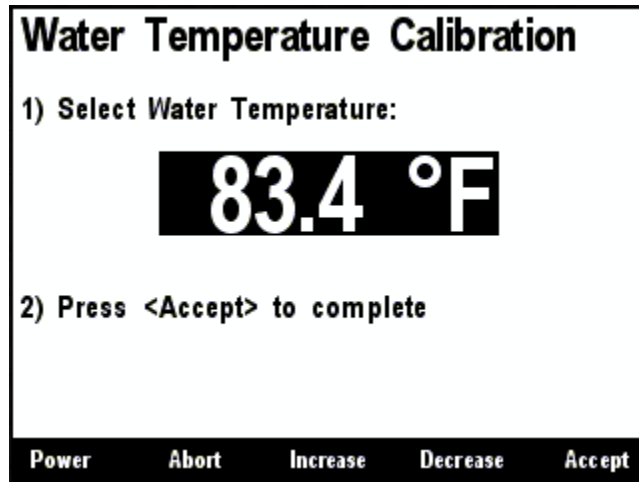 Water Temperature Calibration
1) Select Water Temperature:
83.4 °F
2) Press <Accept> to complete
Power Abort Increase Decrease Accept